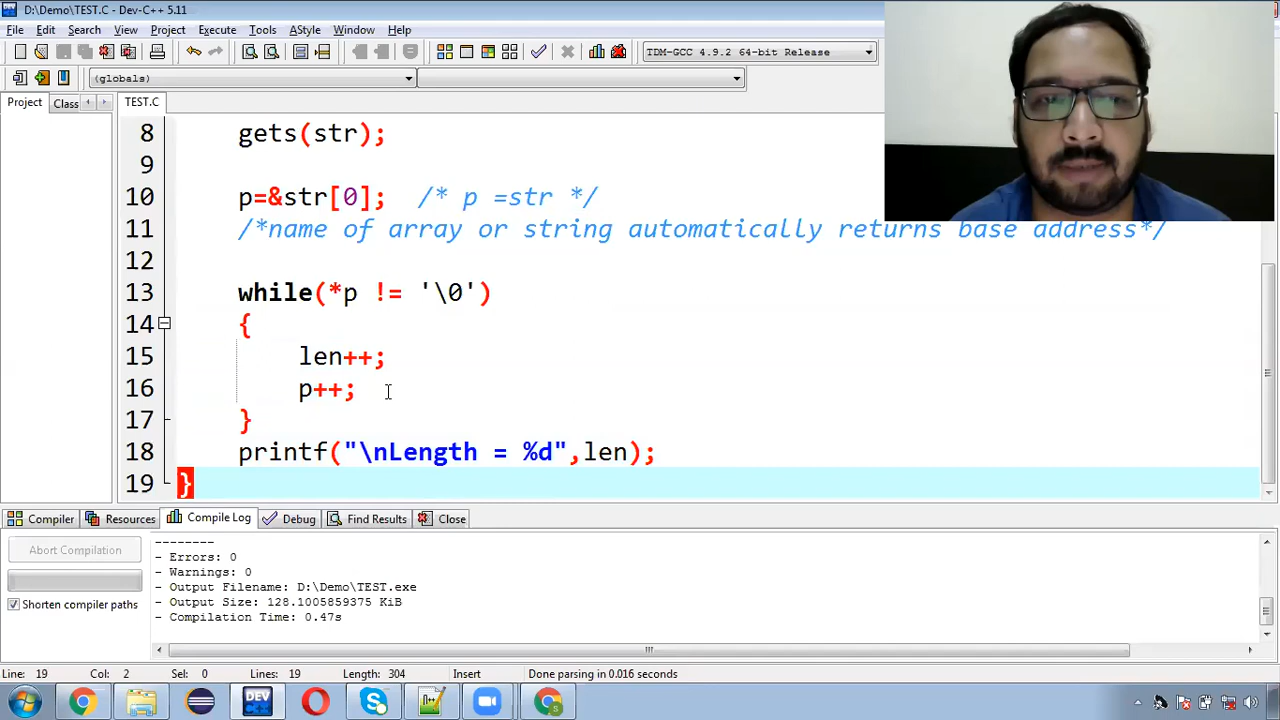 D:\Demo\TEST.C - Dev-C++ 5.11
File Edit Search View Project Execute Tools AStyle Window Help
TDM-GCC 4.9.2 64-bit Release
(globals)
Project Class TEST.C
8 gets(str);
9
10 p=&str[0]; /* p =str */
11 /*name of array or string automatically returns base address*/
12
13 while(*p != '\0')
14 {
15 len++;
16 p++;
17 }
18 printf("\nLength = %d",len);
19 }
Compiler Resources Compile Log Debug Find Results Close
Abort Compilation
Shorten compiler paths
--------
- Errors: 0
- Warnings: 0
- Output Filename: D:\Demo\TEST.exe
- Output Size: 128.1005859375 KiB
- Compilation Time: 0.47s
Line: 19 Col: 2 Sel: 0 Lines: 19 Length: 304 Insert Done parsing in 0.016 seconds
DEV